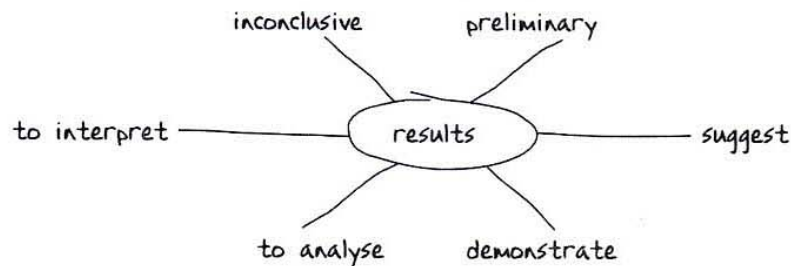 inconclusive preliminary
to interpret results suggest
to analyse demonstrate